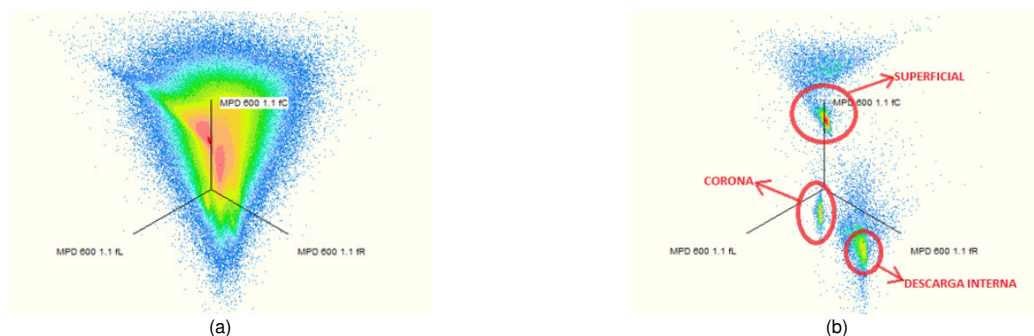 MPD 600 1.1 fC
MPD 600 1.1 fL
MPD 600 1.1 fR
(a)
SUPERFICIAL
MPD 600 1.1 fC
CORONA
MPD 600 1.1 fL
MPD 600 1.1 fR
DESCARGA INTERNA
(b)